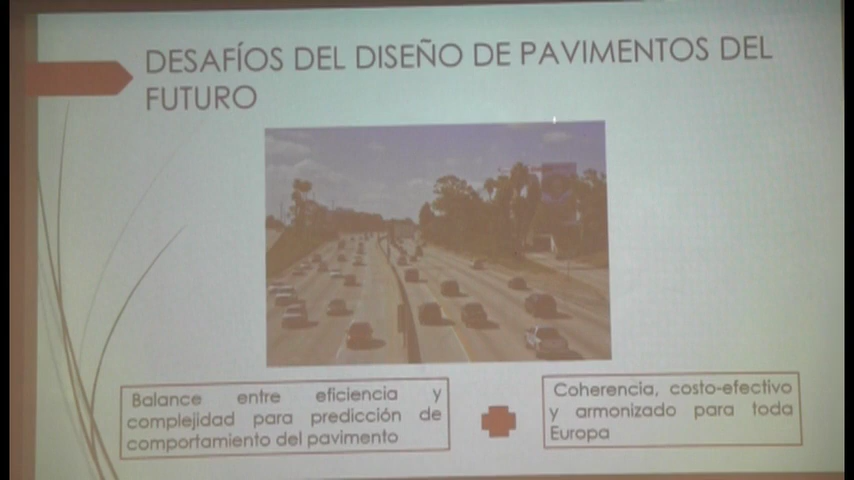 DESAFÍOS DEL DISEÑO DE PAVIMENTOS DEL
FUTURO
Balance entre eficiencia y
complejidad para predicción de
comportamiento del pavimento
Coherencia, costo-efectivo
y armonizado para toda
Europa